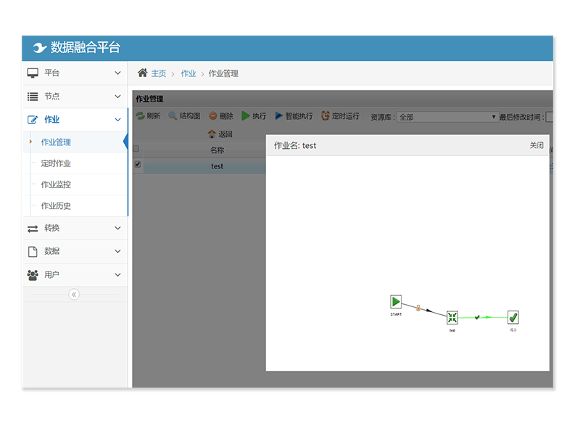 数据融合平台
平台
节点
作业
作业管理
定时作业
作业监控
作业历史
转换
数据
用户
主页 > 作业 > 作业管理
作业管理
刷新 结构图 删除 执行 智能执行 定时运行 资源库: 全部 最后修改时间:
返回
名称
test
作业名: test 关闭
START
test